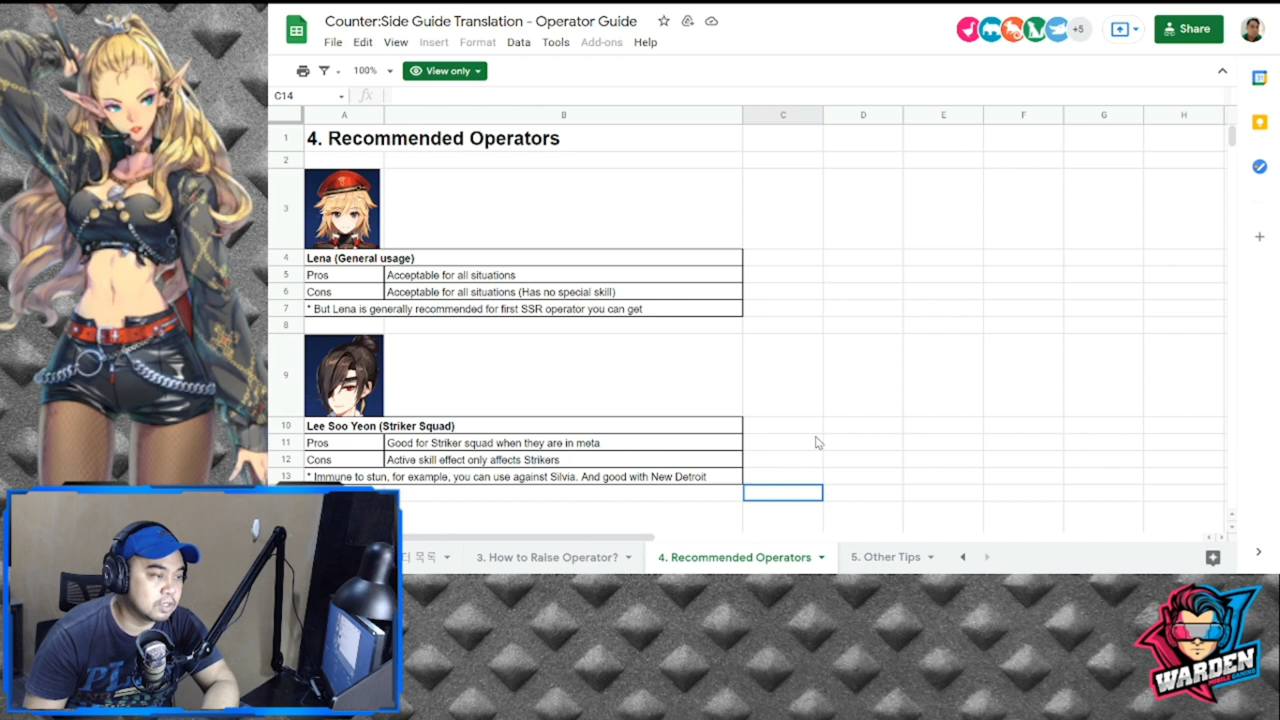 Counter:Side Guide Translation - Operator Guide
File Edit View Insert Format Data Tools Add-ons Help
+5
Share
100%
View only
C14
fx
A B C D E F G H
1 4. Recommended Operators
2
3
4 Lena (General usage)
5 Pros Acceptable for all situations
6 Cons Acceptable for all situations (Has no special skill)
7 * But Lena is generally recommended for first SSR operator you can get
8
9
10 Lee Soo Yeon (Striker Squad)
11 Pros Good for Striker squad when they are in meta
12 Cons Active skill effect only affects Strikers
13 * Immune to stun, for example, you can use against Silvia. And good with New Detroit
목록 3. How to Raise Operator? 4. Recommended Operators 5. Other Tips
WARDEN
MOBILE GAMING